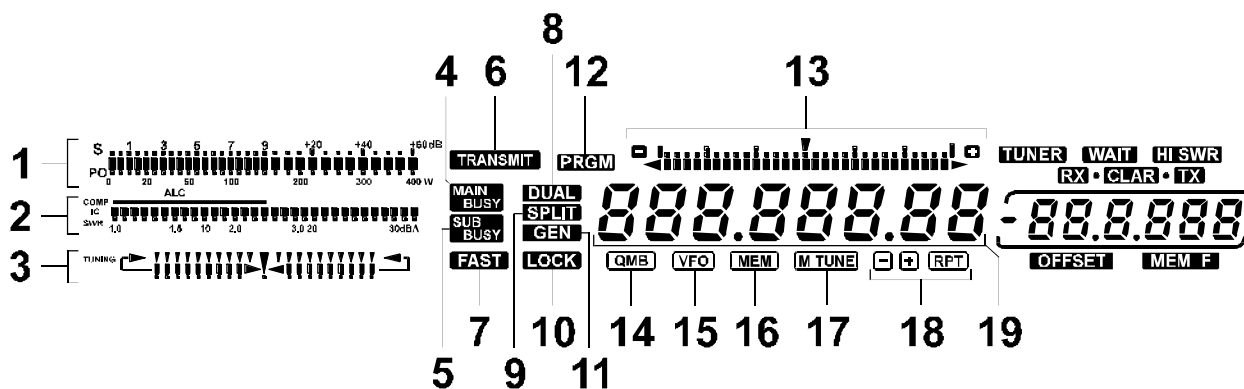 8
4 6 12 13
1 S 1 3 5 7 9 +20 +40 +60 dB
PO 0 20 50 100 200 400 W
ALC
TRANSMIT PRGM - +
TUNER WAIT HI SWR
RX • CLAR • TX
MAIN BUSY DUAL
2 COMP
IC
SWR 1.0 1.5 10 2.0 3.0 20 30dBA
SUB BUSY SPLIT
GEN
888.888.88 -88.8.888
3 TUNING
FAST LOCK QMB VFO MEM M TUNE - + RPT
OFFSET MEM F
7 10 14 15 16 17 18 19
5 9 11